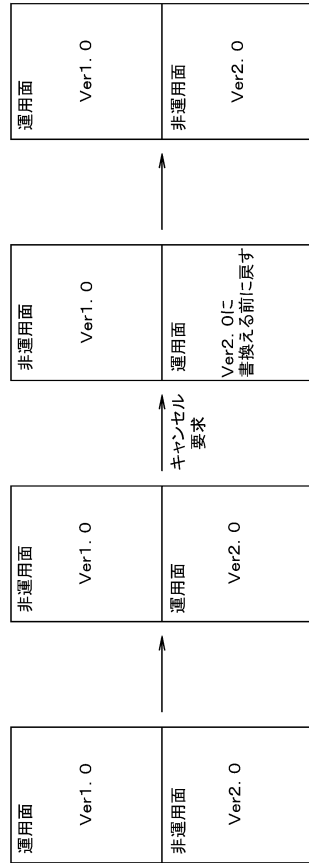 運用面
Ver1. 0
非運用面
Ver2. 0
非運用面
Ver1. 0
運用面
Ver2. 0
キャンセル
要求
非運用面
Ver1. 0
運用面
Ver2. 0に
書換える前に戻す
運用面
Ver1. 0
非運用面
Ver2. 0